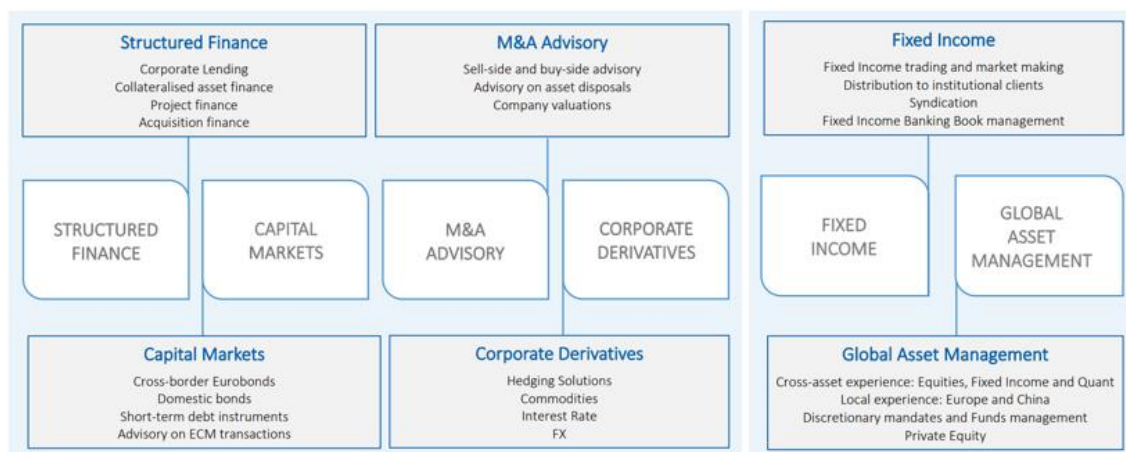 Structured Finance
Corporate Lending
Collateralised asset finance
Project finance
Acquisition finance
M&A Advisory
Sell-side and buy-side advisory
Advisory on asset disposals
Company valuations
Fixed Income
Fixed Income trading and market making
Distribution to institutional clients
Syndication
Fixed Income Banking Book management
STRUCTURED
FINANCE
CAPITAL
MARKETS
M&A
ADVISORY
CORPORATE
DERIVATIVES
FIXED
INCOME
GLOBAL
ASSET
MANAGEMENT
Capital Markets
Cross-border Eurobonds
Domestic bonds
Short-term debt instruments
Advisory on ECM transactions
Corporate Derivatives
Hedging Solutions
Commodities
Interest Rate
FX
Global Asset Management
Cross-asset experience: Equities, Fixed Income and Quant
Local experience: Europe and China
Discretionary mandates and Funds management
Private Equity